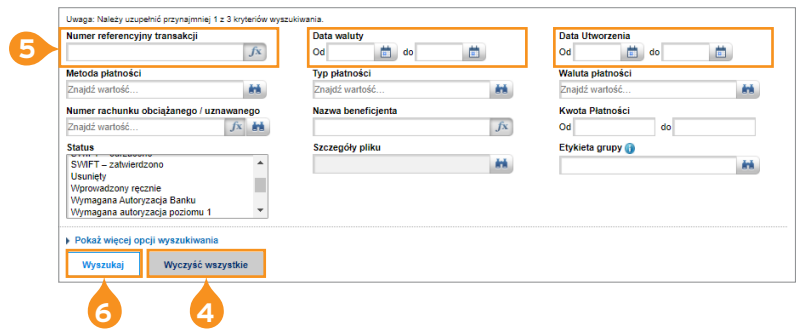 Uwaga: Należy uzupełnić przynajmniej 1 z 3 kryteriów wyszukiwania.
Numer referencyjny transakcji Data waluty Data Utworzenia
5 fx Od do Od do
Metoda płatności Typ płatności Waluta płatności
Znajdź wartość... Znajdź wartość... Znajdź wartość...
Numer rachunku obciążanego / uznawanego Nazwa beneficjenta Kwota Płatności
Znajdź wartość... fx fx Od do
Status Szczegóły pliku Etykieta grupy i
SWIFT – zatwierdzono
Usunięty
Wprowadzony ręcznie
Wymagana Autoryzacja Banku
Wymagana autoryzacja poziomu 1
Pokaż więcej opcji wyszukiwania
Wyszukaj Wyczyść wszystkie
6 4